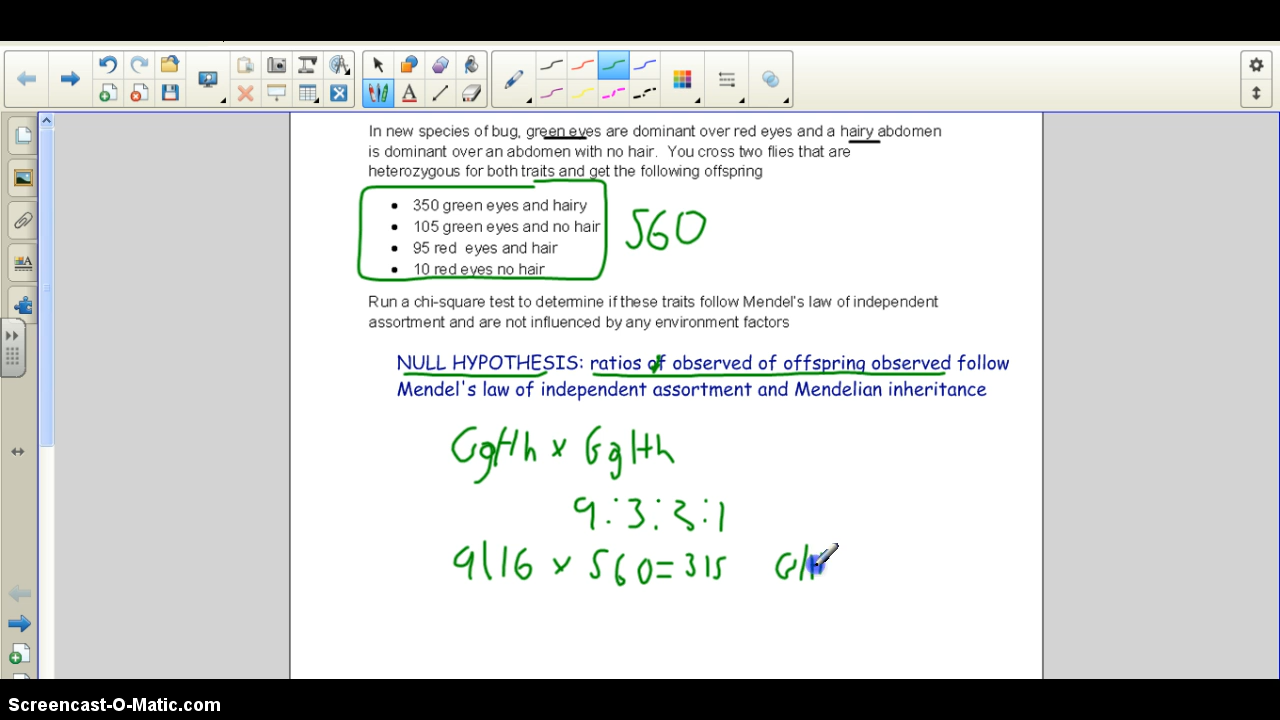 In new species of bug, green eyes are dominant over red eyes and a hairy abdomen
is dominant over an abdomen with no hair. You cross two flies that are
heterozygous for both traits and get the following offspring
• 350 green eyes and hairy
• 105 green eyes and no hair
• 95 red eyes and hair
• 10 red eyes no hair
560
Run a chi-square test to determine if these traits follow Mendel's law of independent
assortment and are not influenced by any environment factors
NULL HYPOTHESIS: ratios of observed of offspring observed follow
Mendel's law of independent assortment and Mendelian inheritance
GgHh x GgHh
9:3:3:1
9/16 x 560=315
Screencast-O-Matic.com